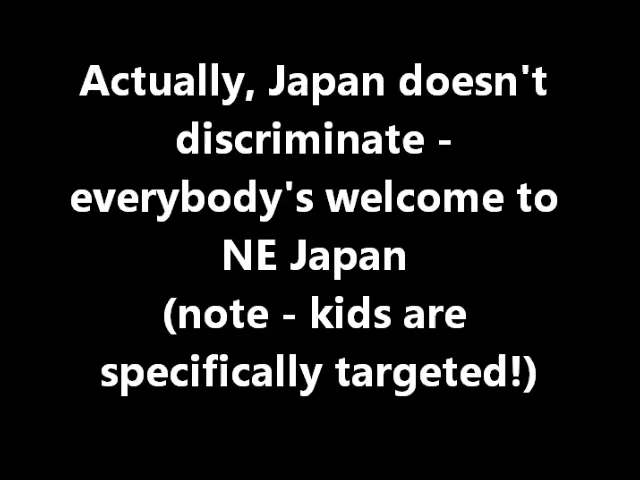 Actually, Japan doesn't
discriminate -
everybody's welcome to
NE Japan
(note - kids are
specifically targeted!)